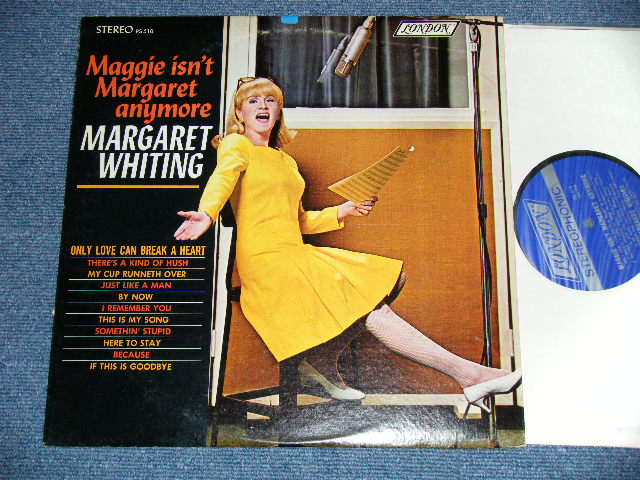 STEREO PS 510
LONDON
Maggie isn't
Margaret
anymore
MARGARET
WHITING
ONLY LOVE CAN BREAK A HEART
THERE'S A KIND OF HUSH
MY CUP RUNNETH OVER
JUST LIKE A MAN
BY NOW
I REMEMBER YOU
THIS IS MY SONG
SOMETHIN' STUPID
HERE TO STAY
BECAUSE
IF THIS IS GOODBYE
LONDON
STEREOPHONIC